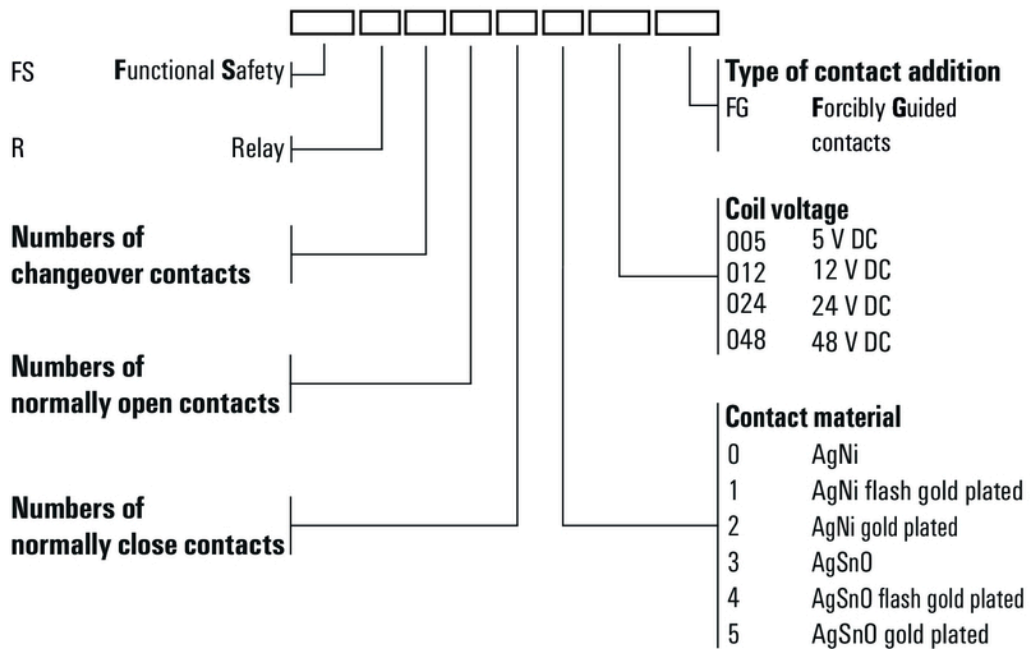 FS Functional Safety
R Relay
Numbers of
changeover contacts
Numbers of
normally open contacts
Numbers of
normally close contacts
Type of contact addition
FG Forcibly Guided
contacts
Coil voltage
005 5 V DC
012 12 V DC
024 24 V DC
048 48 V DC
Contact material
0 AgNi
1 AgNi flash gold plated
2 AgNi gold plated
3 AgSnO
4 AgSnO flash gold plated
5 AgSnO gold plated